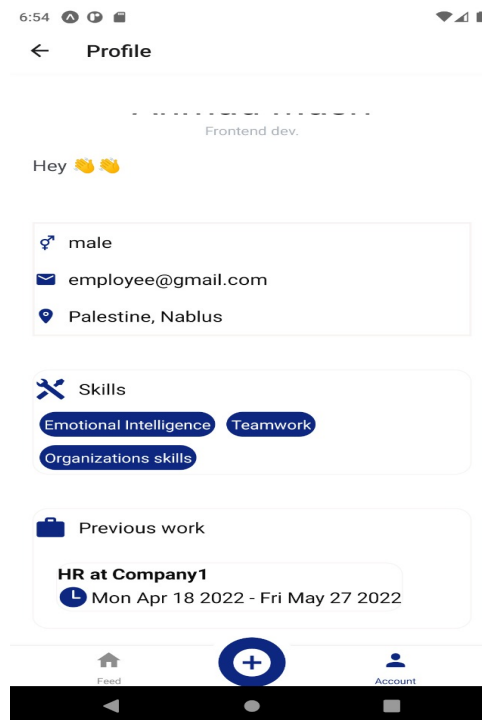 6:54
Profile
Frontend dev.
Hey 👏👏
male
employee@gmail.com
Palestine, Nablus
Skills
Emotional Intelligence Teamwork
Organizations skills
Previous work
HR at Company1
Mon Apr 18 2022 - Fri May 27 2022
Feed
Account